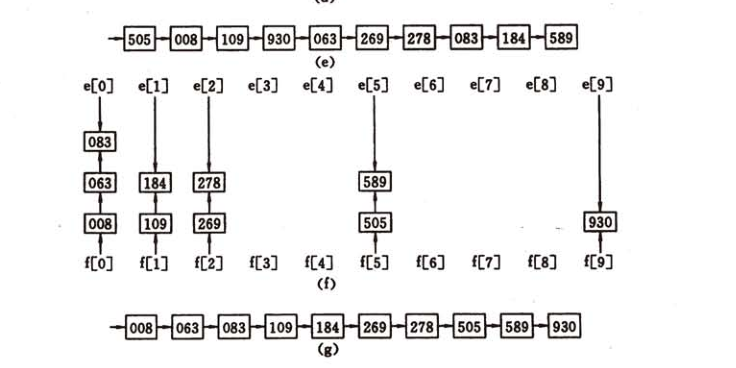 505 008 109 930 063 269 278 083 184 589
(e)
e[0] e[1] e[2] e[3] e[4] e[5] e[6] e[7] e[8] e[9]
083
063 184 278 589
008 109 269 505 930
f[0] f[1] f[2] f[3] f[4] f[5] f[6] f[7] f[8] f[9]
(f)
008 063 083 109 184 269 278 505 589 930
(g)